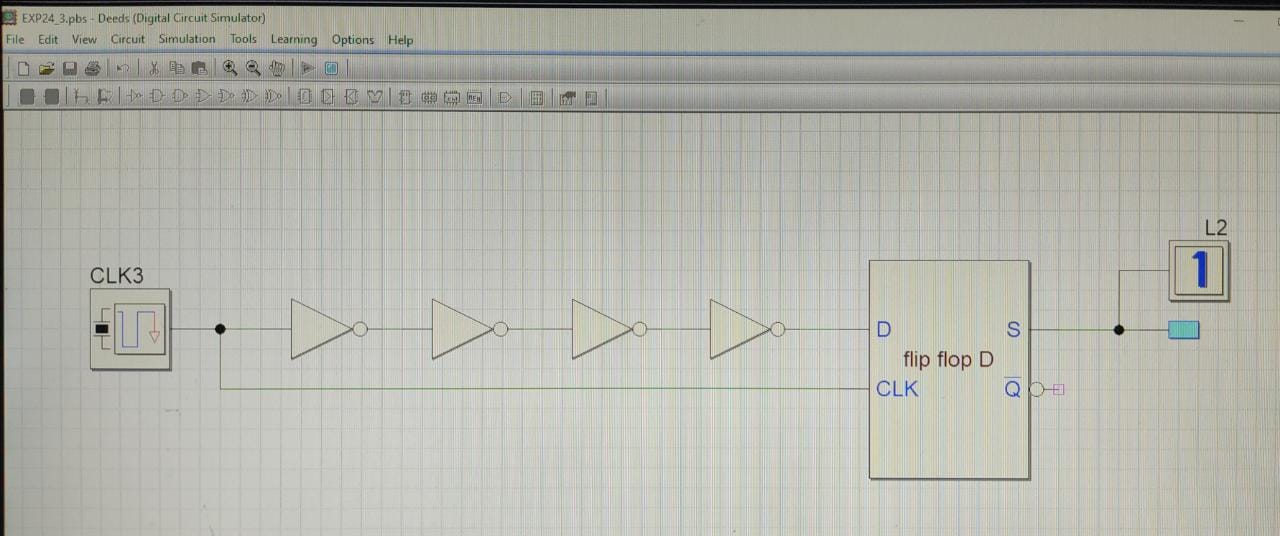 EXP24_3.pbs - Deeds (Digital Circuit Simulator)
File Edit View Circuit Simulation Tools Learning Options Help
L2
1
CLK3
D S
flip flop D
CLK Q̅